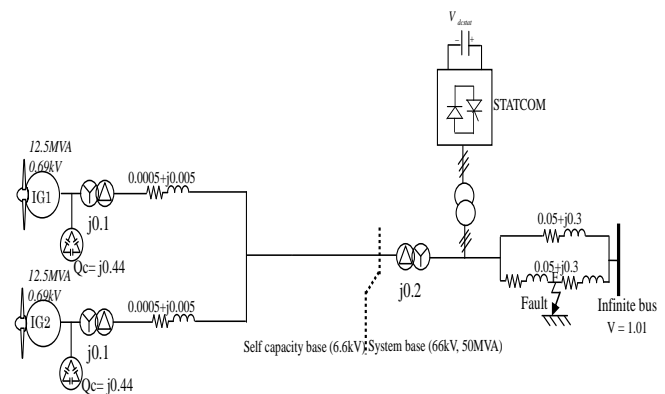 V dcstat
- +
STATCOM
12.5MVA
0.69kV
IG1
0.0005+j0.005
j0.1
Qc= j0.44
12.5MVA
0.69kV
IG2
0.0005+j0.005
j0.1
Qc= j0.44
j0.2
0.05+j0.3
0.05+j0.3
F
Fault
Infinite bus
V = 1.01
Self capacity base (6.6kV)
System base (66kV, 50MVA)